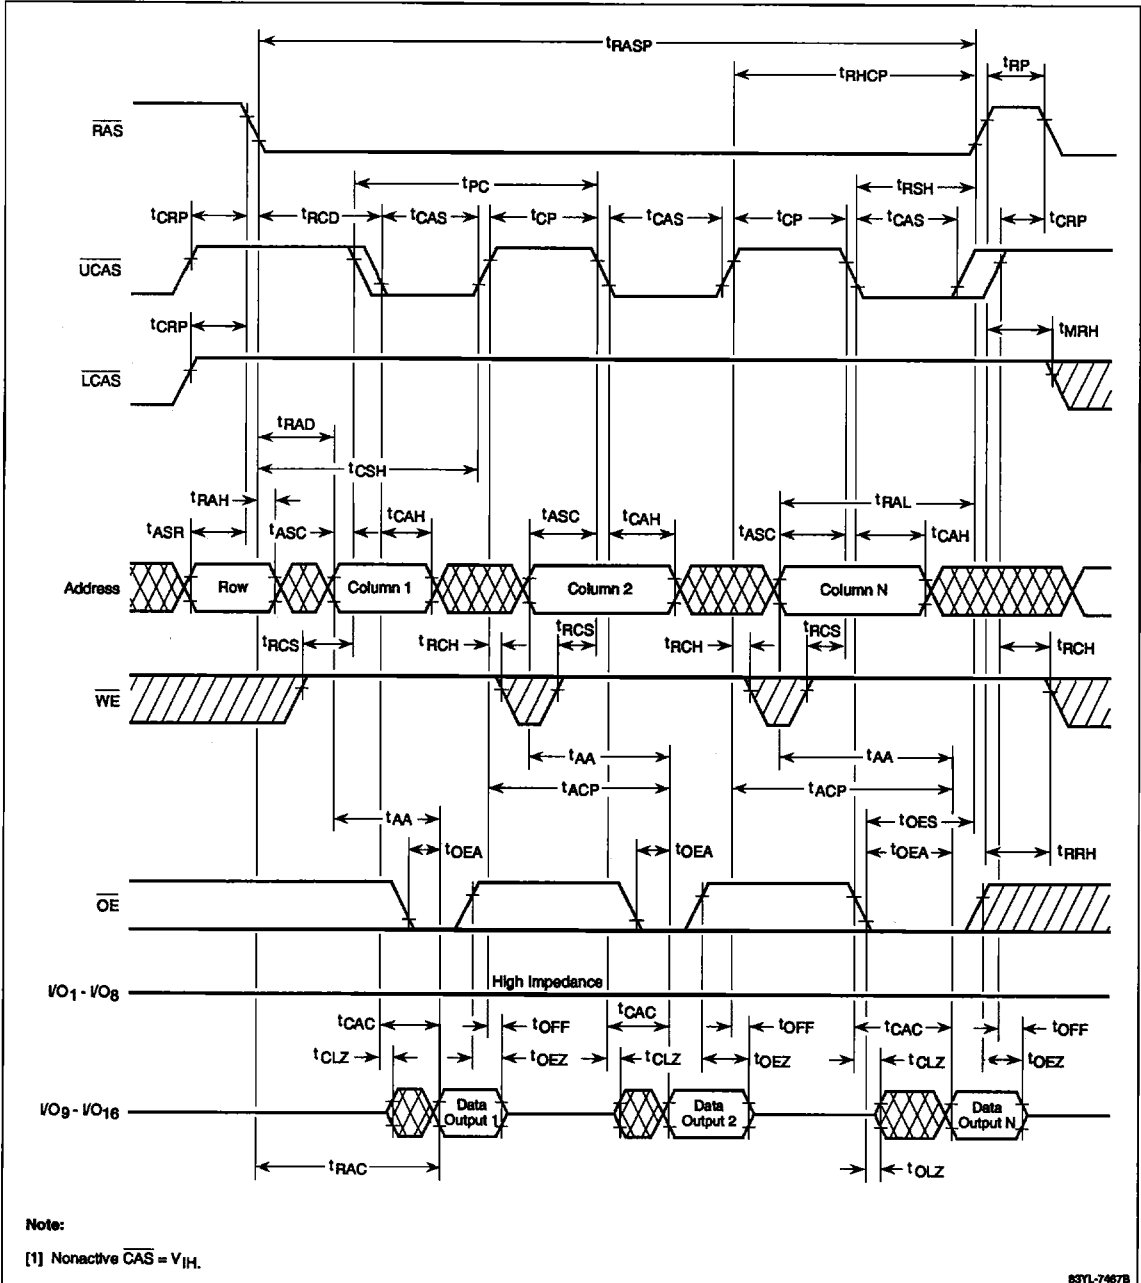 tRASP
tRHCP tRP
RAS
tPC tRSH
tCRP tRCD tCAS tCP tCAS tCP tCAS tCRP
UCAS
tCRP tMRH
LCAS
tRAD
tCSH
tRAH tRAL
tASR tASC tCAH tASC tCAH tASC tCAH
Address Row Column 1 Column 2 Column N
tRCS tRCH tRCS tRCH tRCS tRCH
WE
tAA tAA
tACP tACP
tAA tOES
tOEA tOEA tOEA tRRH
OE
High Impedance
I/O1 - I/O8
tCAC tOFF tCAC tOFF tCAC tOFF
tCLZ tOEZ tCLZ tOEZ tCLZ tOEZ
I/O9 - I/O16 Data Output 1 Data Output 2 Data Output N
tRAC tOLZ
Note:
[1] Nonactive CAS = VIH.
83YL-7467B